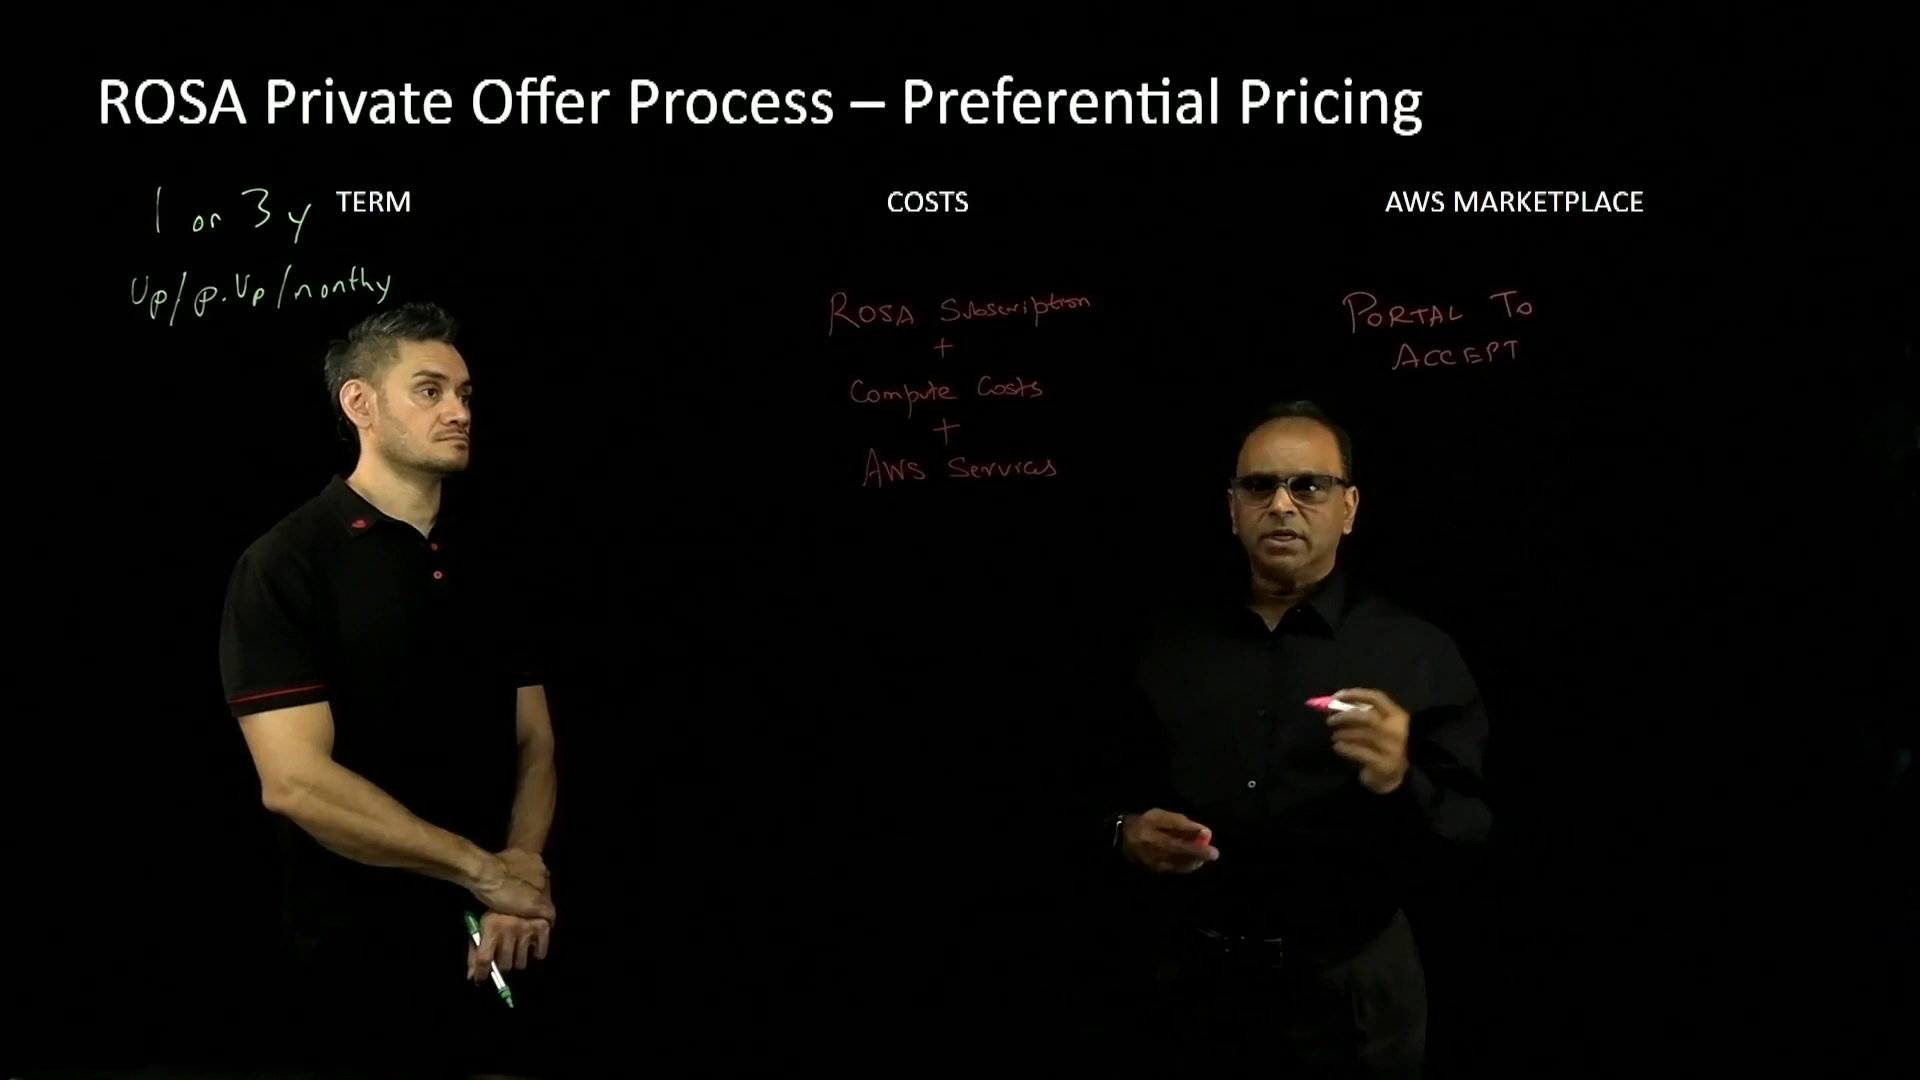 ROSA Private Offer Process – Preferential Pricing
1 or 3 y TERM
Up/p.Up/monthy
COSTS
ROSA Subscription
+
Compute Costs
+
AWS Services
AWS MARKETPLACE
PORTAL TO
ACCEPT